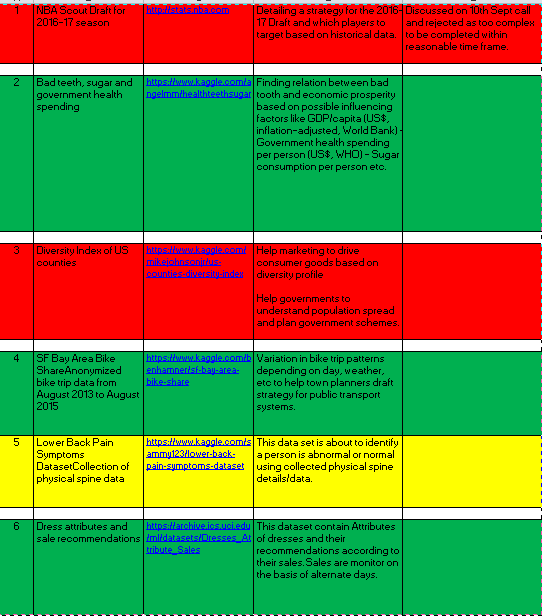 1
NBA Scout Draft for
2016-17 season
http://stats.nba.com
Detailing a strategy for the 2016-
17 Draft and which players to
target based on historical data.
Discussed on 10th Sept call
and rejected as too complex
to be completed within
reasonable time frame.
2
Bad teeth, sugar and
government health
spending
https://www.kaggle.com/a
ngelmm/healthteethsugar
Finding relation between bad
tooth and economic prosperity
based on possible influencing
factors like GDP/capita (US$,
inflation-adjusted, World Bank) -
Government health spending
per person (US$, WHO) - Sugar
consumption per person etc.
3
Diversity Index of US
counties
https://www.kaggle.com/
mikejohnsonjr/us-
counties-diversity-index
Help marketing to drive
consumer goods based on
diversity profile
Help governments to
understand population spread
and plan government schemes.
4
SF Bay Area Bike
ShareAnonymized
bike trip data from
August 2013 to August
2015
https://www.kaggle.com/b
enhamner/sf-bay-area-
bike-share
Variation in bike trip patterns
depending on day, weather,
etc to help town planners draft
strategy for public transport
systems.
5
Lower Back Pain
Symptoms
DatasetCollection of
physical spine data
https://www.kaggle.com/s
ammy123/lower-back-
pain-symptoms-dataset
This data set is about to identify
a person is abnormal or normal
using collected physical spine
details/data.
6
Dress attributes and
sale recommendations
https://archive.ics.uci.edu
/ml/datasets/Dresses_At
tribute_Sales
This dataset contain Attributes
of dresses and their
recommendations according to
their sales. Sales are monitor on
the basis of alternate days.